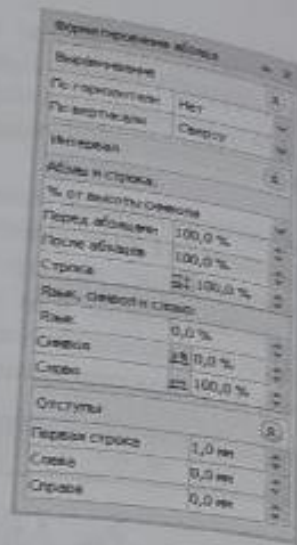 Форматирование абзаца
Выравнивание
По горизонтали Нет
По вертикали Сверху
Интервал
Абзац и строка:
% от высоты символа
Перед абзацем 100,0 %
После абзаца 100,0 %
Строка 100,0 %
Язык, символ и слово:
Язык 0,0 %
Символ 0,0 %
Слово 100,0 %
Отступы
Первая строка 1,0 мм
Слева 0,0 мм
Справа 0,0 мм